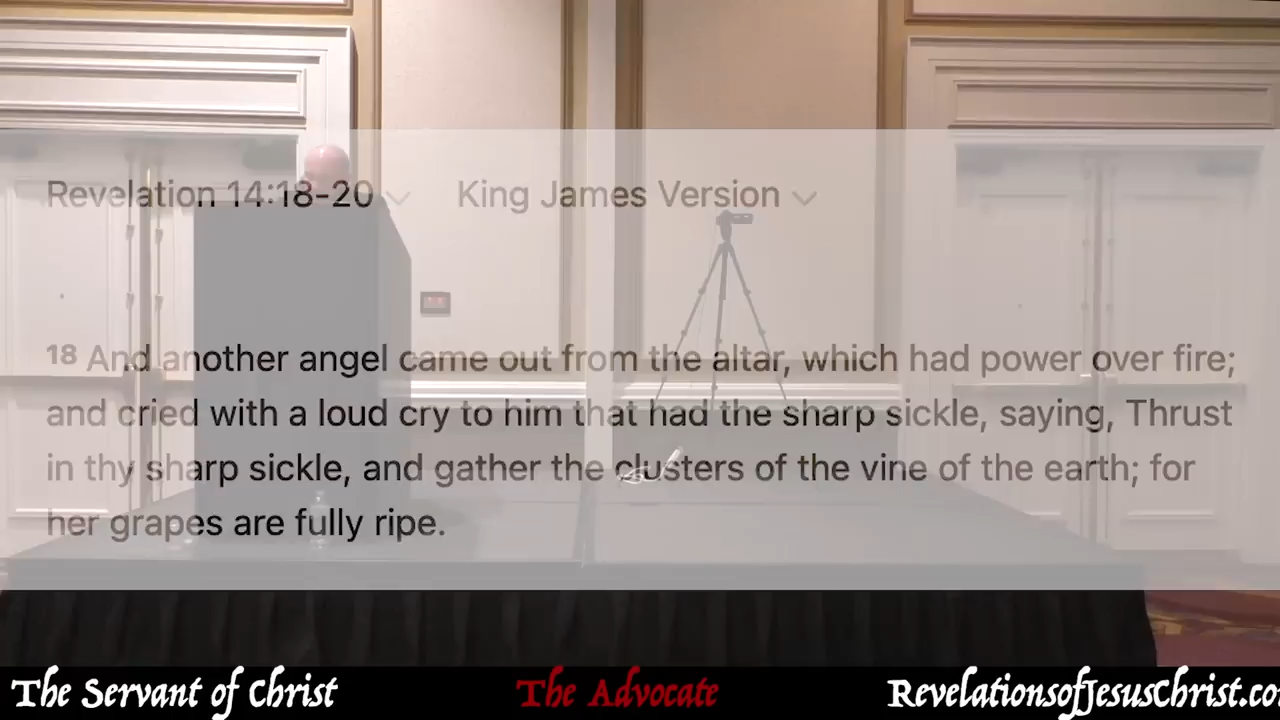 Revelation 14:18-20 King James Version
18 And another angel came out from the altar, which had power over fire;
and cried with a loud cry to him that had the sharp sickle, saying, Thrust
in thy sharp sickle, and gather the clusters of the vine of the earth; for
her grapes are fully ripe.
The Servant of Christ The Advocate RevelationsofJesusChrist.co